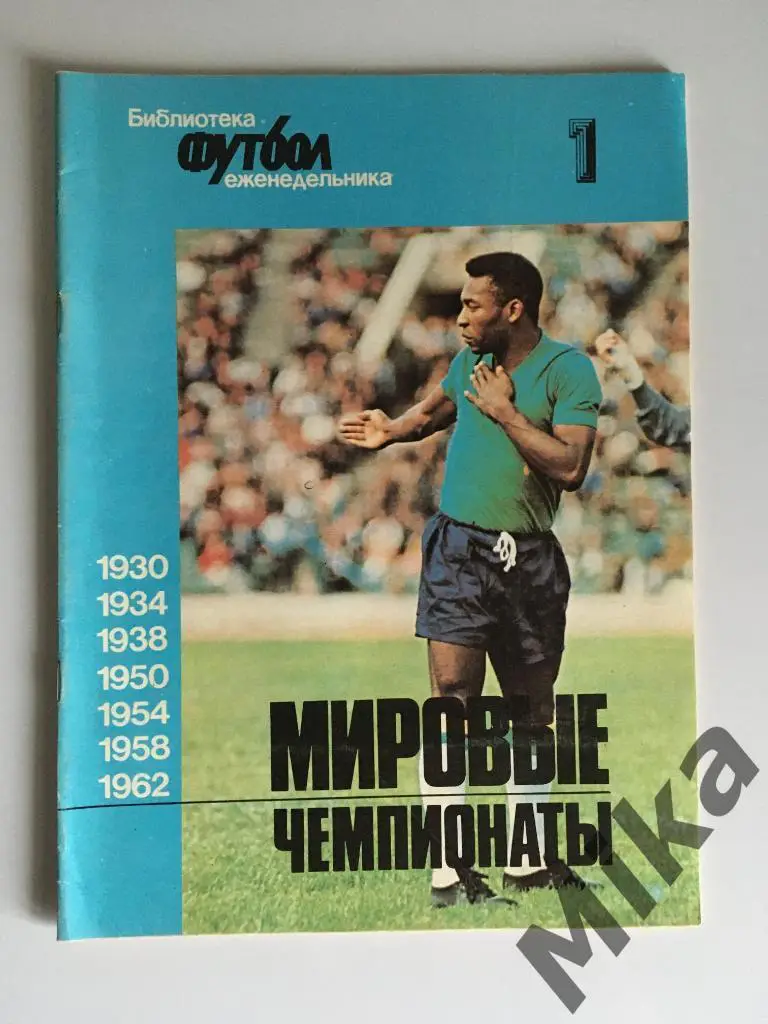 Библиотека
футбол
еженедельника
1
1930
1934
1938
1950
1954
1958
1962
МИРОВЫЕ
ЧЕМПИОНАТЫ
Mika